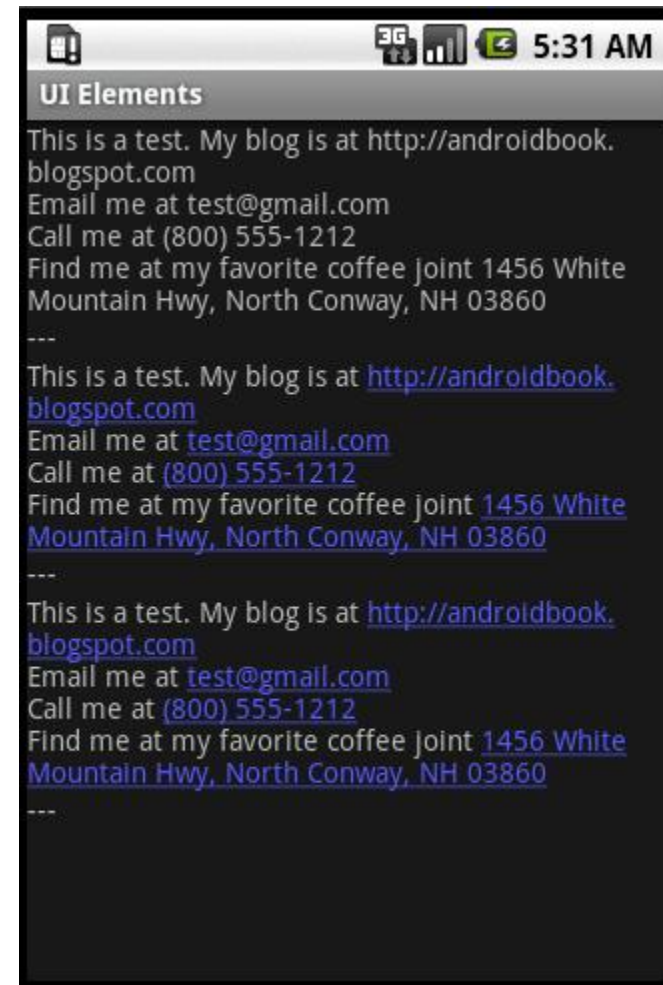 3G 5:31 AM
UI Elements
This is a test. My blog is at http://androidbook.
blogspot.com
Email me at test@gmail.com
Call me at (800) 555-1212
Find me at my favorite coffee joint 1456 White
Mountain Hwy, North Conway, NH 03860
---
This is a test. My blog is at http://androidbook.
blogspot.com
Email me at test@gmail.com
Call me at (800) 555-1212
Find me at my favorite coffee joint 1456 White
Mountain Hwy, North Conway, NH 03860
---
This is a test. My blog is at http://androidbook.
blogspot.com
Email me at test@gmail.com
Call me at (800) 555-1212
Find me at my favorite coffee joint 1456 White
Mountain Hwy, North Conway, NH 03860
---